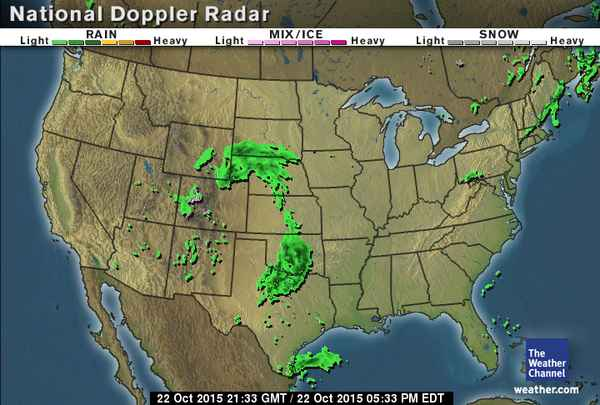 National Doppler Radar
Light RAIN Heavy
Light MIX/ICE Heavy
Light SNOW Heavy
The
Weather
Channel
weather.com
22 Oct 2015 21:33 GMT / 22 Oct 2015 05:33 PM EDT